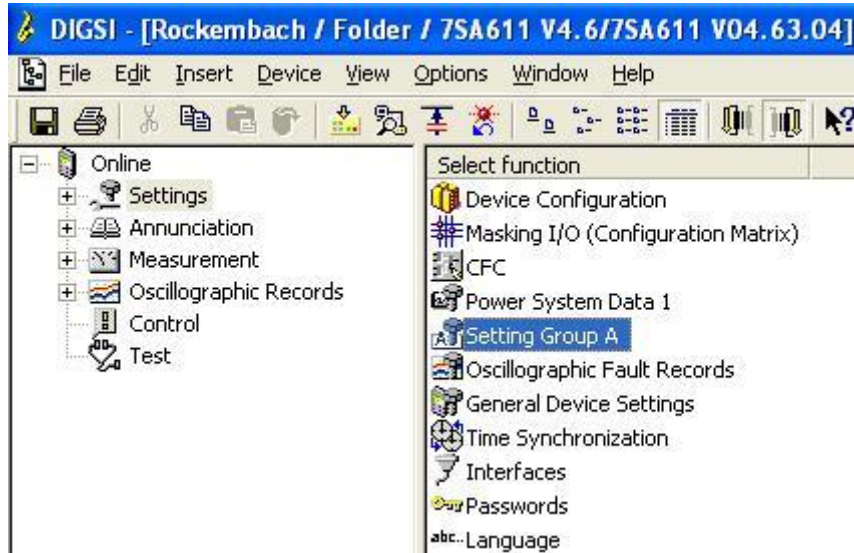 DIGSI - [Rockembach / Folder / 7SA611 V4.6/7SA611 V04.63.04]
File Edit Insert Device View Options Window Help
Online
Settings
Annunciation
Measurement
Oscillographic Records
Control
Test
Select function
Device Configuration
Masking I/O (Configuration Matrix)
CFC
Power System Data 1
Setting Group A
Oscillographic Fault Records
General Device Settings
Time Synchronization
Interfaces
Passwords
abc..Language